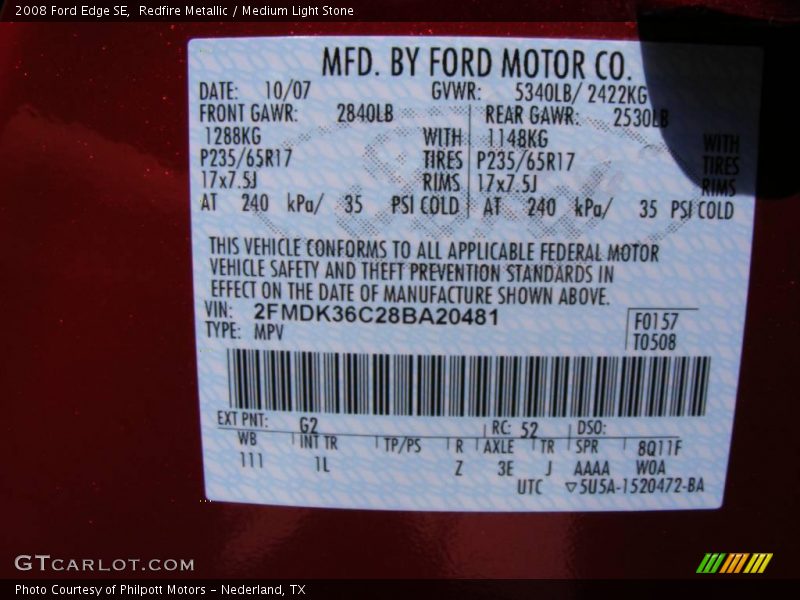 2008 Ford Edge SE,  Redfire Metallic / Medium Light Stone
MFD. BY FORD MOTOR CO.
DATE: 10/07 GVWR: 5340LB/ 2422KG
FRONT GAWR: 2840LB REAR GAWR: 2530LB
1288KG WITH 1148KG WITH
P235/65R17 TIRES P235/65R17 TIRES
17x7.5J RIMS 17x7.5J RIMS
AT 240 kPa/ 35 PSI COLD AT 240 kPa/ 35 PSI COLD
THIS VEHICLE CONFORMS TO ALL APPLICABLE FEDERAL MOTOR
VEHICLE SAFETY AND THEFT PREVENTION STANDARDS IN
EFFECT ON THE DATE OF MANUFACTURE SHOWN ABOVE.
VIN: 2FMDK36C28BA20481
F0157
TYPE: MPV
T0508
EXT PNT: G2 RC: 52 DSO:
WB INT TR TP/PS R AXLE TR SPR 8Q11F
111 1L Z 3E J AAAA W0A
UTC ▽5U5A-1520472-BA
GTCARLOT.COM
Photo Courtesy of Philpott Motors - Nederland, TX